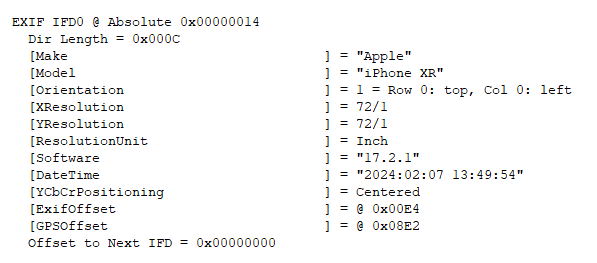 EXIF IFD0 @ Absolute 0x00000014
Dir Length = 0x000C
[Make ] = "Apple"
[Model ] = "iPhone XR"
[Orientation ] = 1 = Row 0: top, Col 0: left
[XResolution ] = 72/1
[YResolution ] = 72/1
[ResolutionUnit ] = Inch
[Software ] = "17.2.1"
[DateTime ] = "2024:02:07 13:49:54"
[YCbCrPositioning ] = Centered
[ExifOffset ] = @ 0x00E4
[GPSOffset ] = @ 0x08E2
Offset to Next IFD = 0x00000000